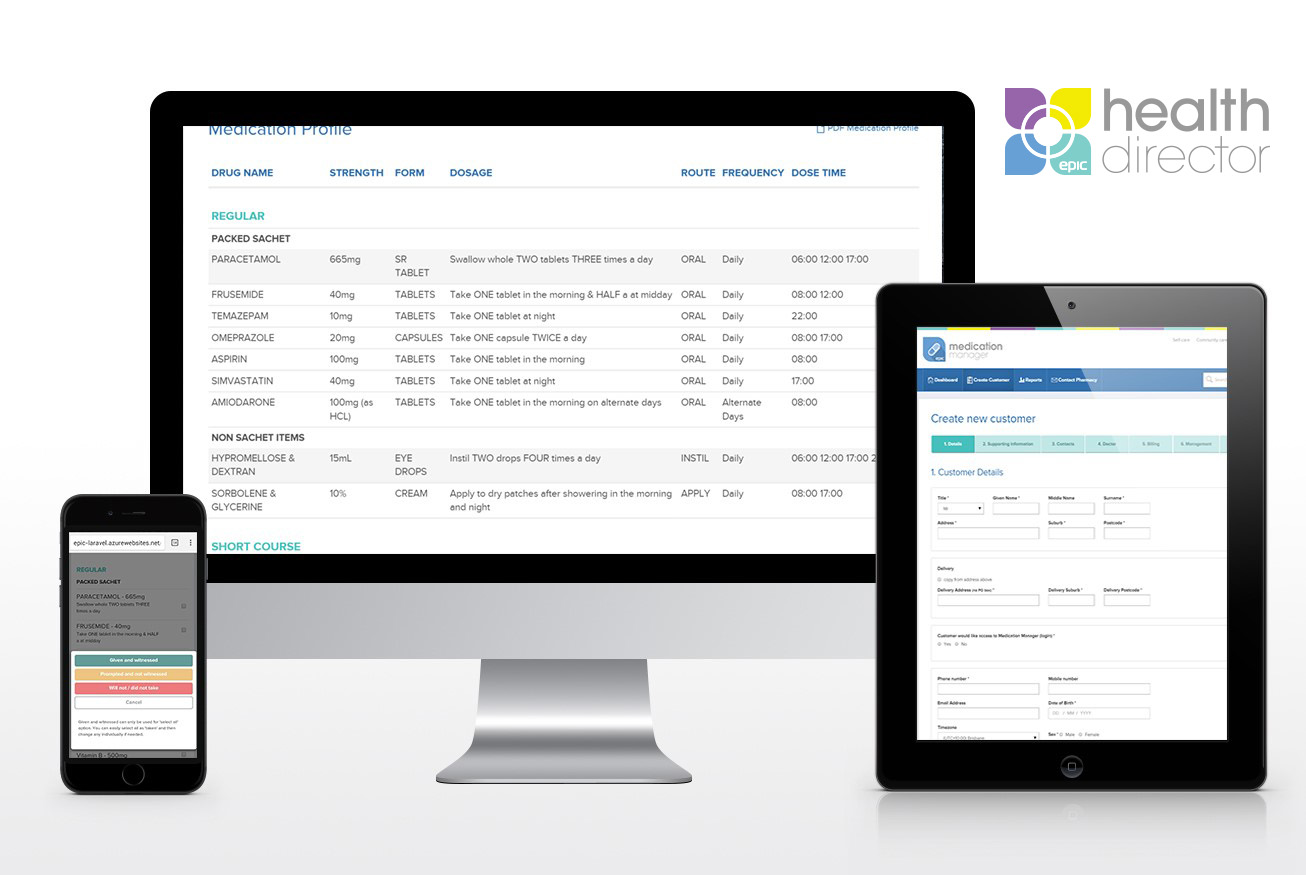 health
director
epic
Medication Profile
PDF Medication Profile
DRUG NAME STRENGTH FORM DOSAGE ROUTE FREQUENCY DOSE TIME
REGULAR
PACKED SACHET
PARACETAMOL 665mg SR Swallow whole TWO tablets THREE times a day ORAL Daily 06:00 12:00 17:00
TABLET
FRUSEMIDE 40mg TABLETS Take ONE tablet in the morning & HALF a at midday ORAL Daily 08:00 12:00
TEMAZEPAM 10mg TABLETS Take ONE tablet at night ORAL Daily 22:00
OMEPRAZOLE 20mg CAPSULES Take ONE capsule TWICE a day ORAL Daily 08:00 17:00
ASPIRIN 100mg TABLETS Take ONE tablet in the morning ORAL Daily 08:00
SIMVASTATIN 40mg TABLETS Take ONE tablet at night ORAL Daily 17:00
AMIODARONE 100mg (as TABLETS Take ONE tablet in the morning on alternate days ORAL Alternate 08:00
HCL) Days
NON SACHET ITEMS
HYPROMELLOSE & 15mL EYE Instil TWO drops FOUR times a day INSTIL Daily 06:00 12:00 17:00 2
DEXTRAN DROPS
SORBOLENE & 10% CREAM Apply to dry patches after showering in the morning APPLY Daily 08:00 17:00
GLYCERINE and night
SHORT COURSE
epic-laravel.azurewebsites.net
REGULAR
PACKED SACHET
PARACETAMOL - 665mg
Swallow whole TWO tablets THREE
times a day
FRUSEMIDE - 40mg
Take ONE tablet in the morning & HALF
a at midday
Given and witnessed
Prompted and not witnessed
Will not / did not take
Cancel
Given and witnessed can only be used for 'select all'
option. You can easily select all as 'taken' and then
change any individually if needed.
Vitamin B - 500mg
Self-care Community care
medication
manager
epic
Dashboard Create Customer Reports Contact Pharmacy
Create new customer
1. Details 2. Supporting Information 3. Contacts 4. Doctor 5. Billing 6. Management
1. Customer Details
Title * Given Name * Middle Name Surname *
Mr
Address * Suburb * Postcode *
Delivery
copy from address above
Delivery Address (no PO box) * Delivery Suburb * Delivery Postcode *
Customer would like access to Medication Manager (login) *
Yes No
Phone number * Mobile number
Email Address Date of Birth *
DD / MM / YYYY
Timezone Sex * Male Female
Brisbane